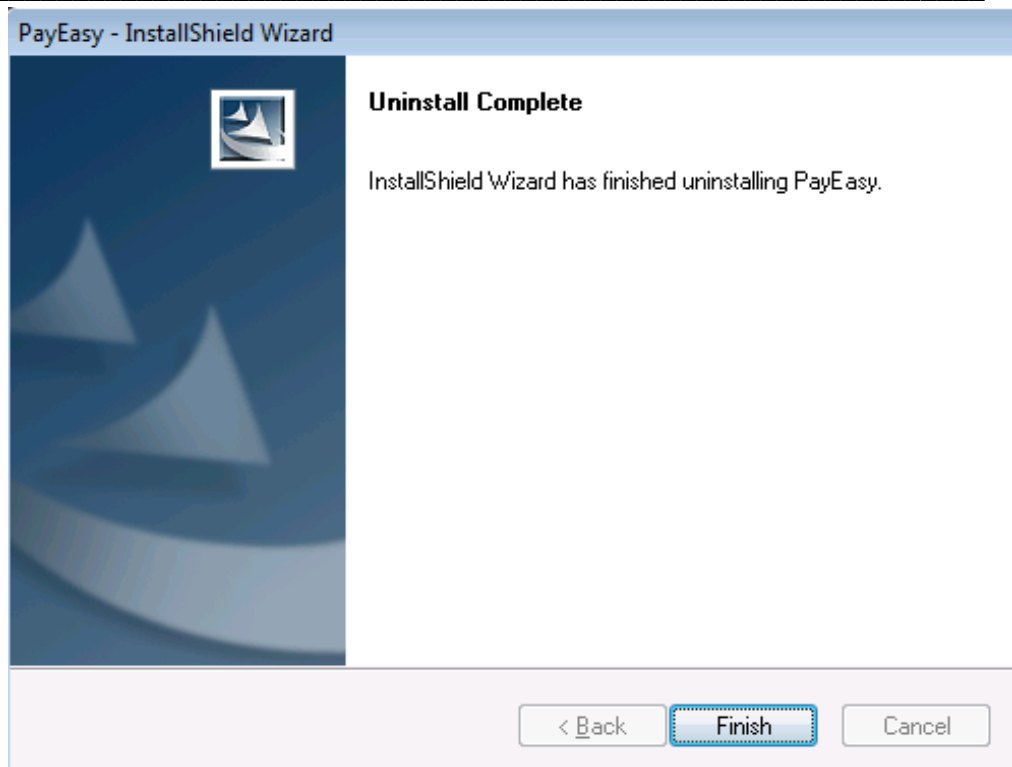 PayEasy - InstallShield Wizard
Uninstall Complete
InstallShield Wizard has finished uninstalling PayEasy.
< Back
Finish
Cancel